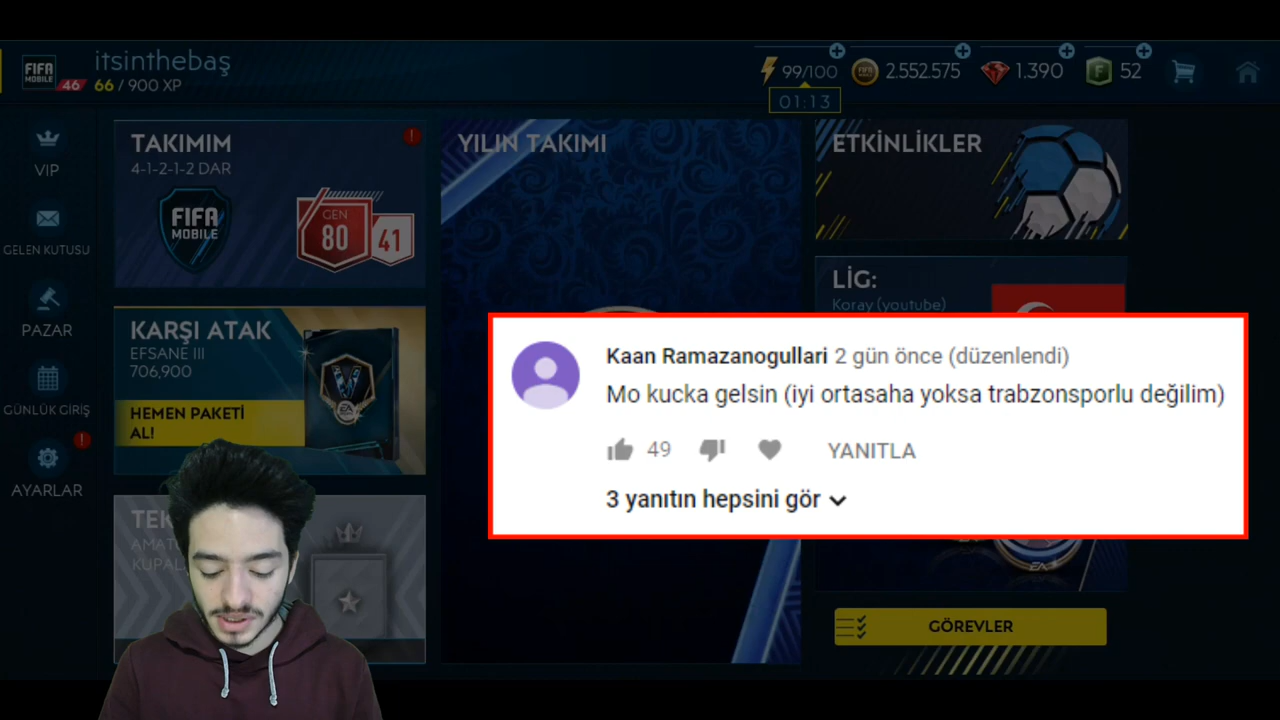 FIFA MOBILE
46
itsinthebaş
66 / 900 XP
99/100
01:13
2.552.575
1.390
F
52
VIP
GELEN KUTUSU
PAZAR
GÜNLÜK GİRİŞ
AYARLAR
TAKIMIM
4-1-2-1-2 DAR
FIFA
MOBILE
GEN
80
41
KARŞI ATAK
EFSANE III
706,900
HEMEN PAKETİ
AL!
EA
YILIN TAKIMI
ETKİNLİKLER
LİG:
Koray (youtube)
Kaan Ramazanogullari 2 gün önce (düzenlendi)
Mo kucka gelsin (iyi ortasaha yoksa trabzonsporlu değilim)
49
YANITLA
3 yanıtın hepsini gör
EA
GÖREVLER